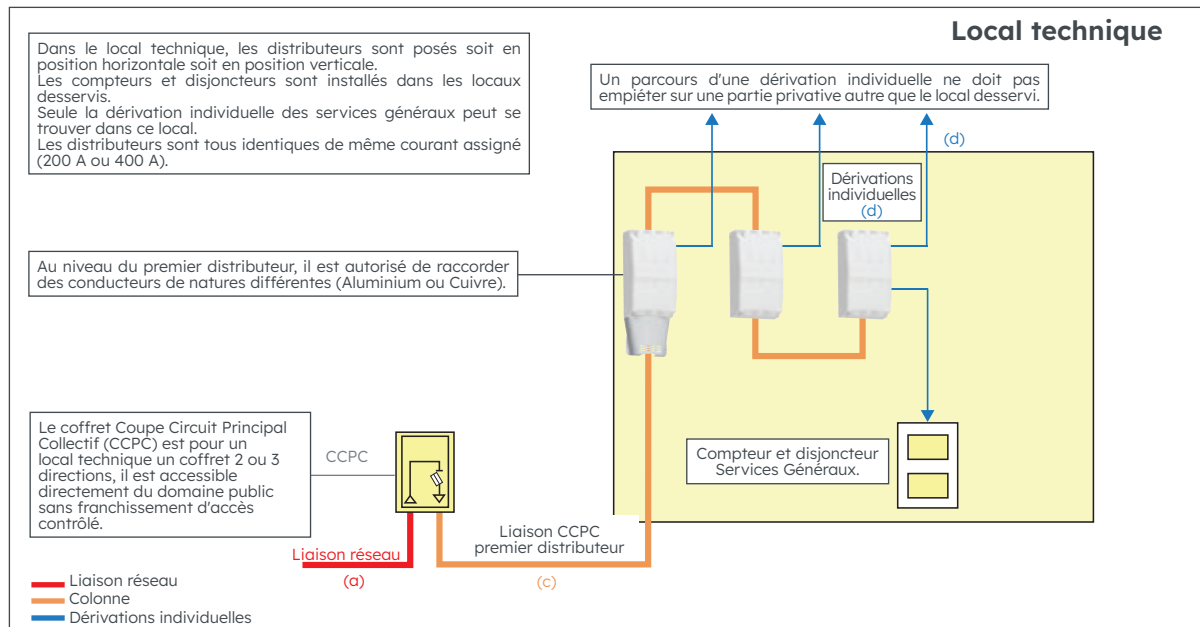 Local technique
Dans le local technique, les distributeurs sont posés soit en
position horizontale soit en position verticale.
Les compteurs et disjoncteurs sont installés dans les locaux
desservis.
Seule la dérivation individuelle des services généraux peut se
trouver dans ce local.
Les distributeurs sont tous identiques de même courant assigné
(200 A ou 400 A).
Un parcours d'une dérivation individuelle ne doit pas
empiéter sur une partie privative autre que le local desservi.
(d)
Dérivations
individuelles
(d)
Au niveau du premier distributeur, il est autorisé de raccorder
des conducteurs de natures différentes (Aluminium ou Cuivre).
Le coffret Coupe Circuit Principal
Collectif (CCPC) est pour un
local technique un coffret 2 ou 3
directions, il est accessible
directement du domaine public
sans franchissement d'accès
contrôlé.
CCPC
Compteur et disjoncteur
Services Généraux.
Liaison CCPC
premier distributeur
Liaison réseau
(a)
(c)
Liaison réseau
Colonne
Dérivations individuelles